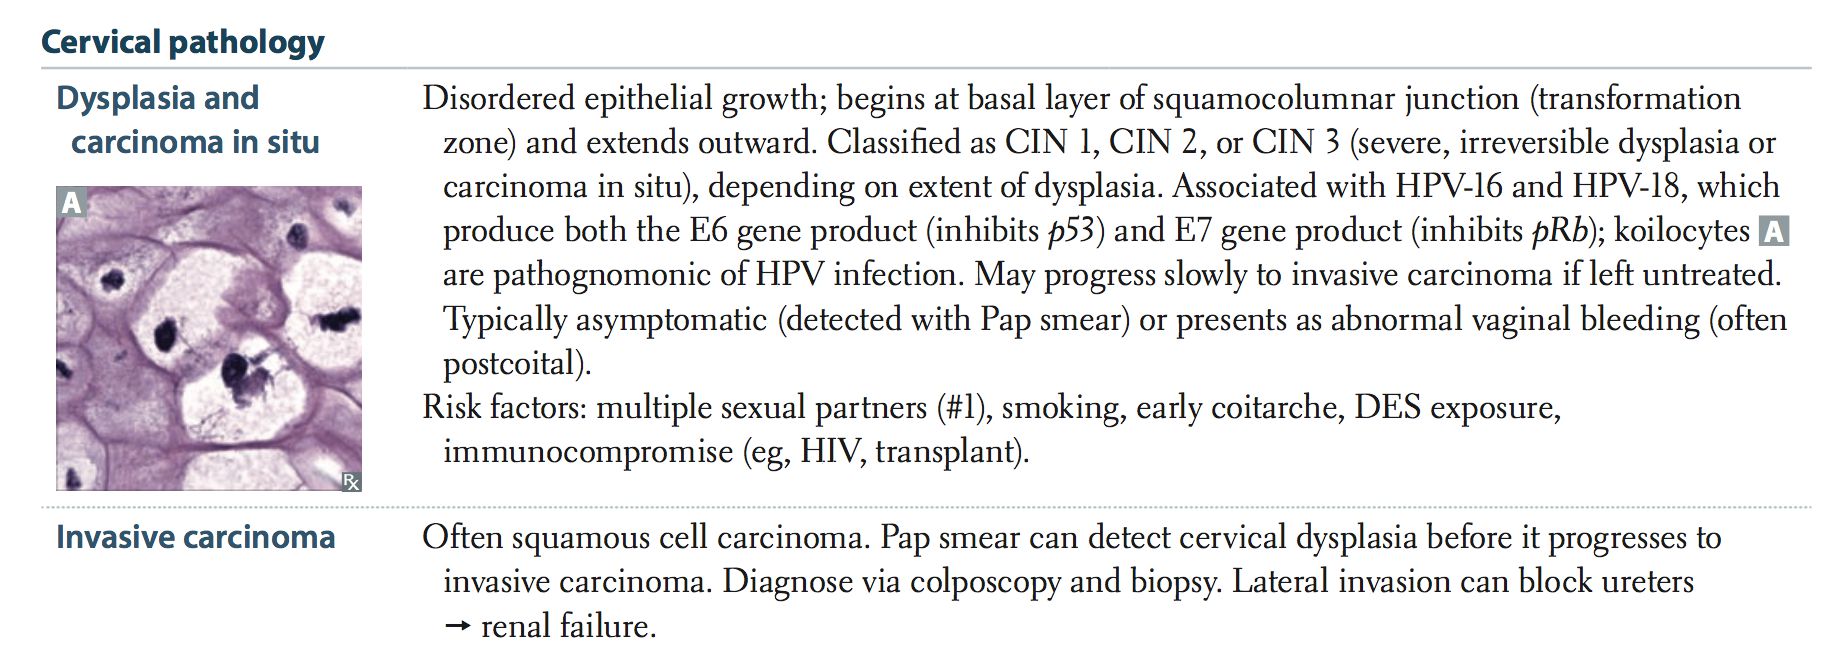 Cervical pathology
Dysplasia and
carcinoma in situ
A
Rx
Disordered epithelial growth; begins at basal layer of squamocolumnar junction (transformation
zone) and extends outward. Classified as CIN 1, CIN 2, or CIN 3 (severe, irreversible dysplasia or
carcinoma in situ), depending on extent of dysplasia. Associated with HPV-16 and HPV-18, which
produce both the E6 gene product (inhibits p53) and E7 gene product (inhibits pRb); koilocytes A
are pathognomonic of HPV infection. May progress slowly to invasive carcinoma if left untreated.
Typically asymptomatic (detected with Pap smear) or presents as abnormal vaginal bleeding (often
postcoital).
Risk factors: multiple sexual partners (#1), smoking, early coitarche, DES exposure,
immunocompromise (eg, HIV, transplant).
Invasive carcinoma
Often squamous cell carcinoma. Pap smear can detect cervical dysplasia before it progresses to
invasive carcinoma. Diagnose via colposcopy and biopsy. Lateral invasion can block ureters
→ renal failure.